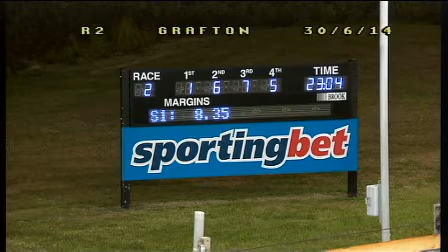 R2 GRAFTON 30/6/14
RACE 1ST 2ND 3RD 4TH TIME
2 1 6 7 5 23:04
BROOK
MARGINS
S1: 8.35
sportingbet